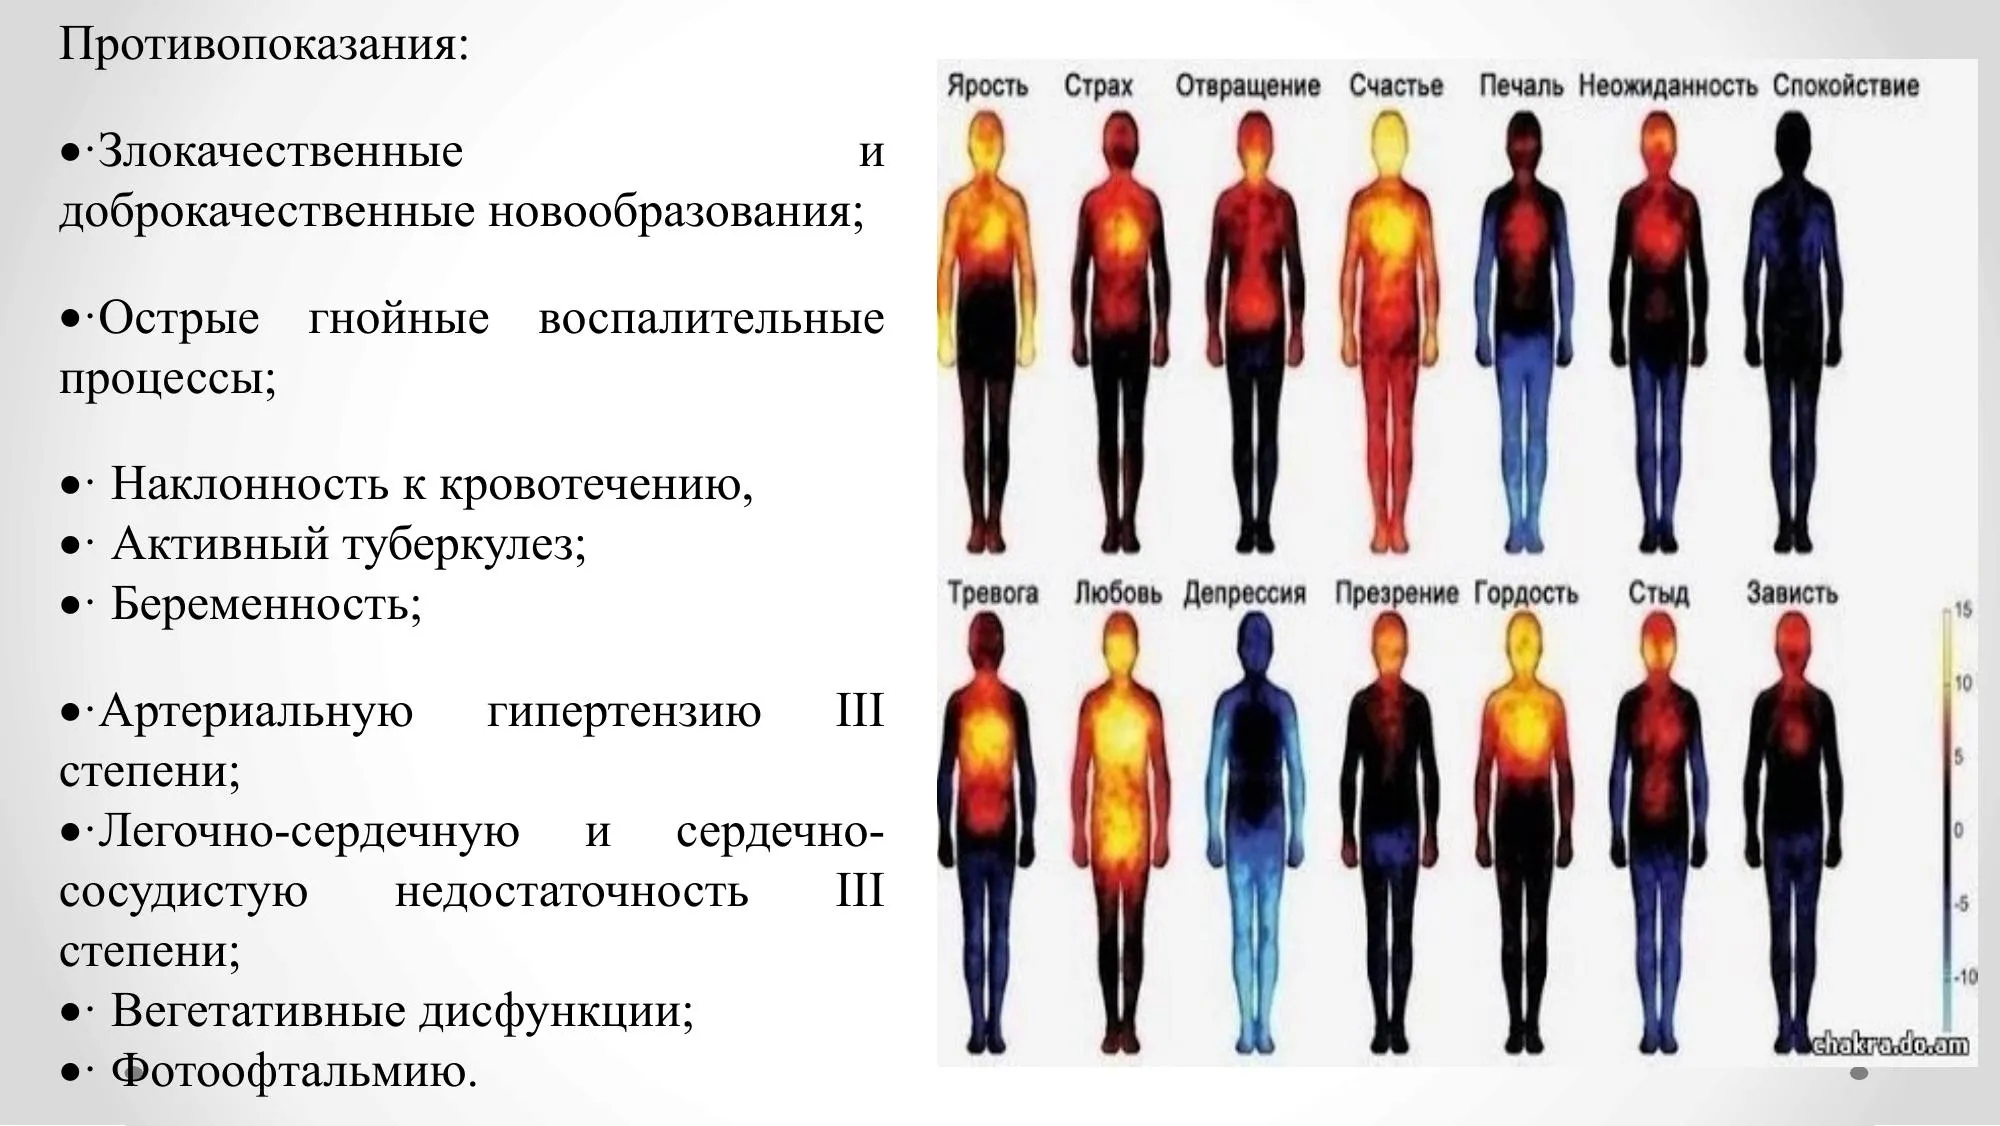 Противопоказания:
•·Злокачественные и
доброкачественные новообразования;
•·Острые гнойные воспалительные
процессы;
•· Наклонность к кровотечению,
•· Активный туберкулез;
•· Беременность;
•·Артериальную гипертензию III
степени;
•·Легочно-сердечную и сердечно-
сосудистую недостаточность III
степени;
•· Вегетативные дисфункции;
•· Фотоофтальмию.
Ярость Страх Отвращение Счастье Печаль Неожиданность Спокойствие
Тревога Любовь Депрессия Презрение Гордость Стыд Зависть
15
10
5
0
-5
-10
chakra.do.am